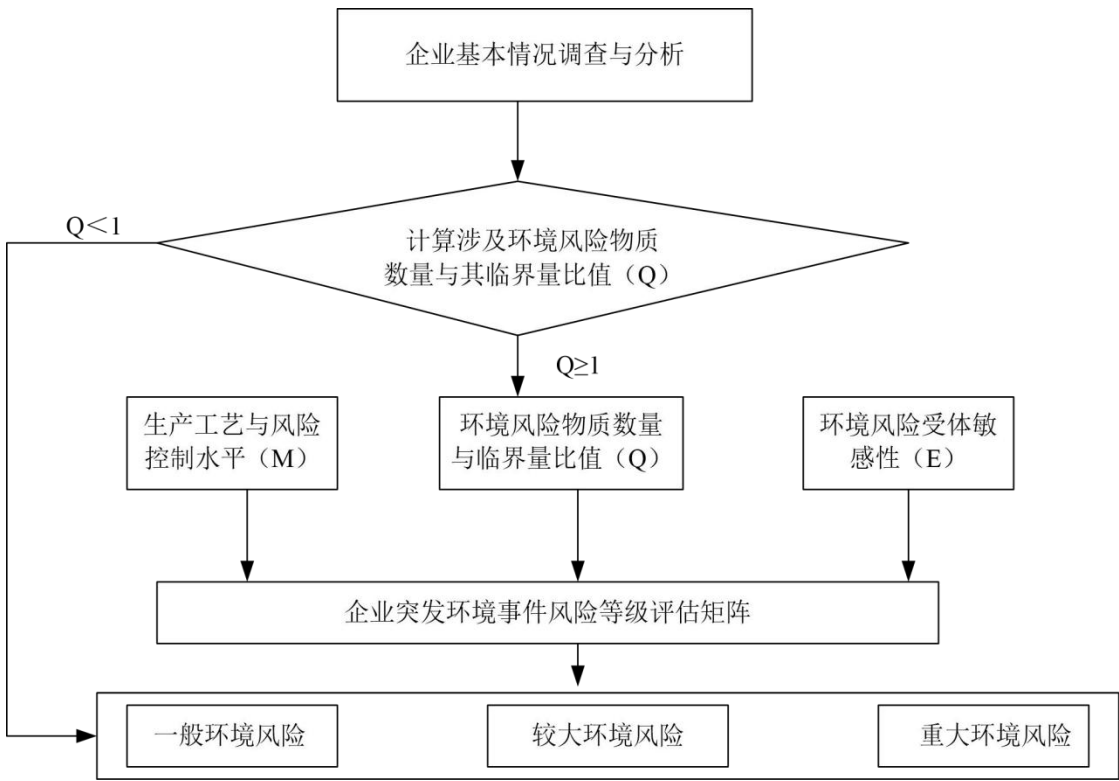 企业基本情况调查与分析
Q＜1
计算涉及环境风险物质
数量与其临界量比值（Q）
Q≥1
生产工艺与风险
控制水平（M）
环境风险物质数量
与临界量比值（Q）
环境风险受体敏
感性（E）
企业突发环境事件风险等级评估矩阵
一般环境风险
较大环境风险
重大环境风险